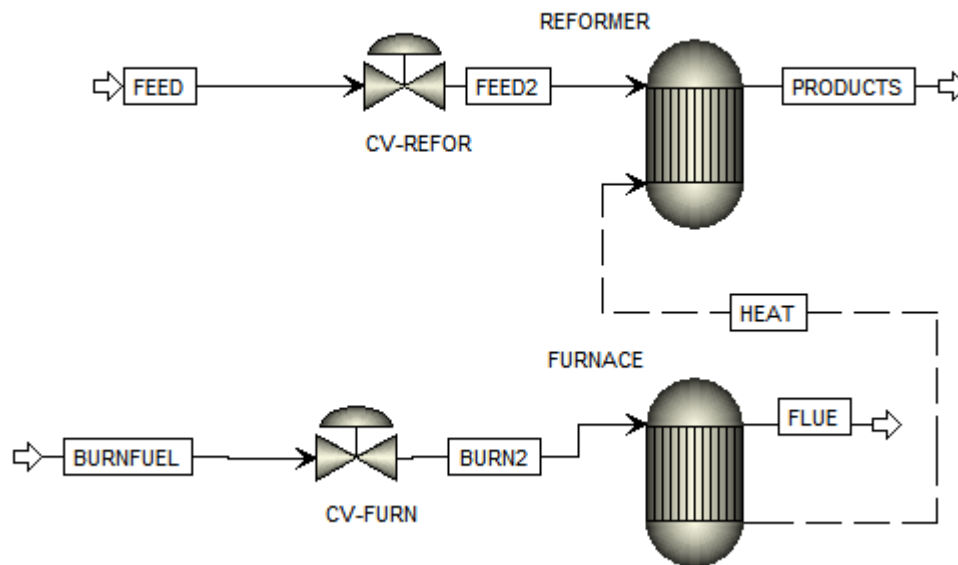 REFORMER
FEED
FEED2
PRODUCTS
CV-REFOR
HEAT
FURNACE
FLUE
BURNFUEL
BURN2
CV-FURN